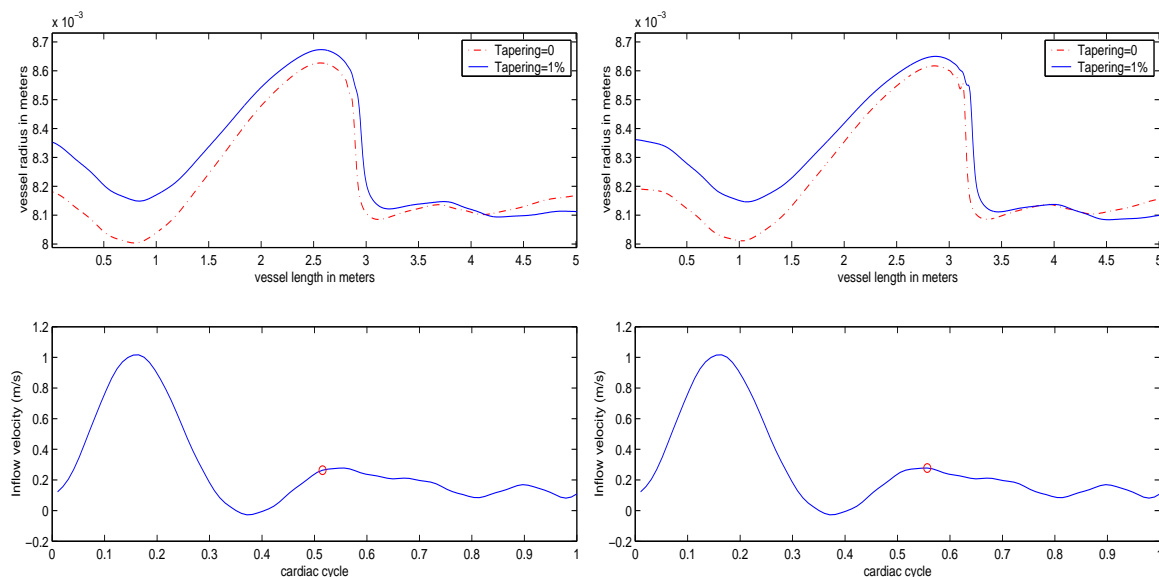 x 10⁻³
8.7
8.6
8.5
8.4
8.3
8.2
8.1
8
vessel radius in meters
Tapering=0
Tapering=1%
0.5 1 1.5 2 2.5 3 3.5 4 4.5 5
vessel length in meters
x 10⁻³
8.7
8.6
8.5
8.4
8.3
8.2
8.1
8
vessel radius in meters
Tapering=0
Tapering=1%
0.5 1 1.5 2 2.5 3 3.5 4 4.5 5
vessel length in meters
1.2
1
0.8
0.6
0.4
0.2
0
−0.2
Inflow velocity (m/s)
0 0.1 0.2 0.3 0.4 0.5 0.6 0.7 0.8 0.9 1
cardiac cycle
1.2
1
0.8
0.6
0.4
0.2
0
−0.2
Inflow velocity (m/s)
0 0.1 0.2 0.3 0.4 0.5 0.6 0.7 0.8 0.9 1
cardiac cycle